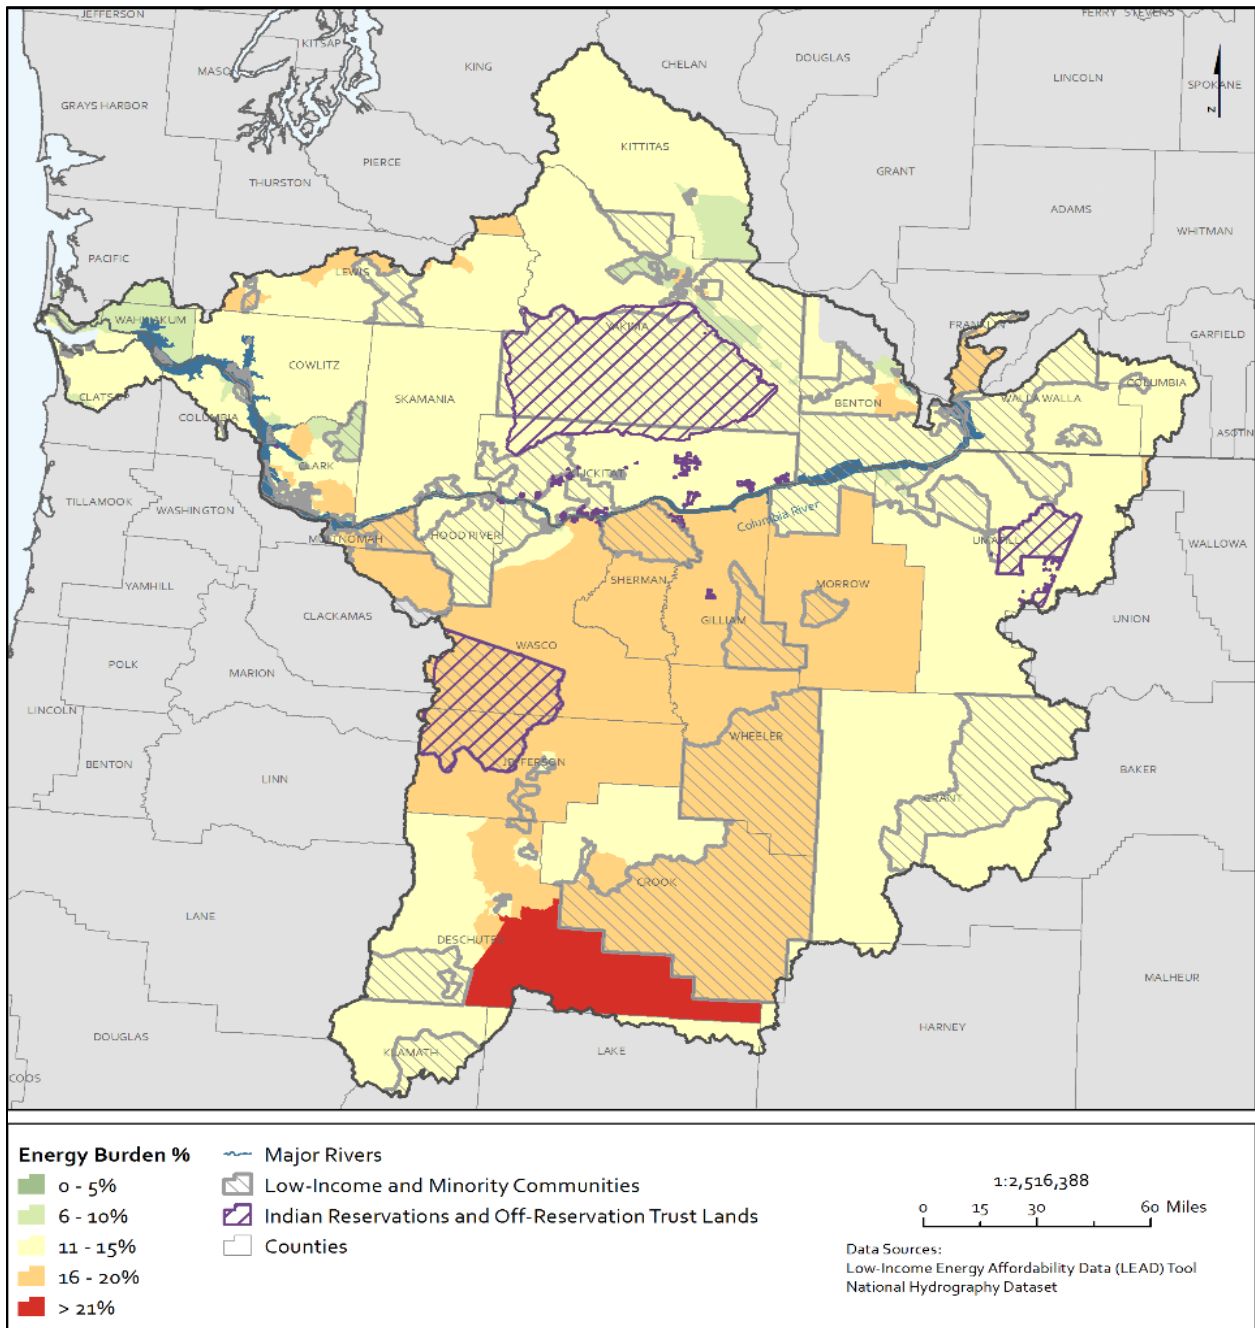 JEFFERSON
FERRY
STEVENS
KITSAP
KING
CHELAN
DOUGLAS
LINCOLN
SPOKANE
MASON
GRAYS HARBOR
N
KITTITAS
PIERCE
GRANT
THURSTON
ADAMS
WHITMAN
PACIFIC
LEWIS
WAHKIAKUM
YAKIMA
FRANKLIN
GARFIELD
COWLITZ
COLUMBIA
CLATSOP
SKAMANIA
BENTON
WALLA WALLA
COLUMBIA
ASOTIN
CLARK
KLICKITAT
TILLAMOOK
WASHINGTON
Columbia River
MULTNOMAH
HOOD RIVER
UMATILLA
WALLOWA
YAMHILL
SHERMAN
MORROW
CLACKAMAS
GILLIAM
UNION
WASCO
POLK
MARION
LINCOLN
WHEELER
BENTON
LINN
JEFFERSON
BAKER
GRANT
CROOK
LANE
DESCHUTES
MALHEUR
DOUGLAS
HARNEY
KLAMATH
LAKE
COOS
Energy Burden %
0 - 5%
6 - 10%
11 - 15%
16 - 20%
> 21%
Major Rivers
Low-Income and Minority Communities
Indian Reservations and Off-Reservation Trust Lands
Counties
1:2,516,388
0 15 30 60 Miles
Data Sources:
Low-Income Energy Affordability Data (LEAD) Tool
National Hydrography Dataset